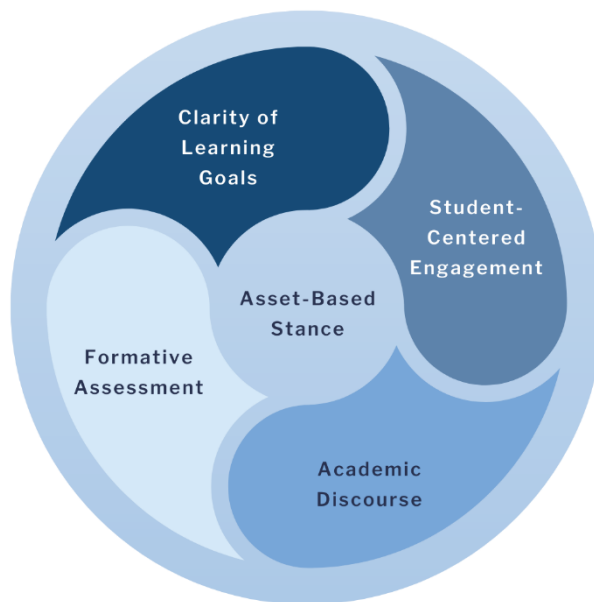 Clarity of
Learning
Goals
Student-
Centered
Engagement
Asset-Based
Stance
Formative
Assessment
Academic
Discourse